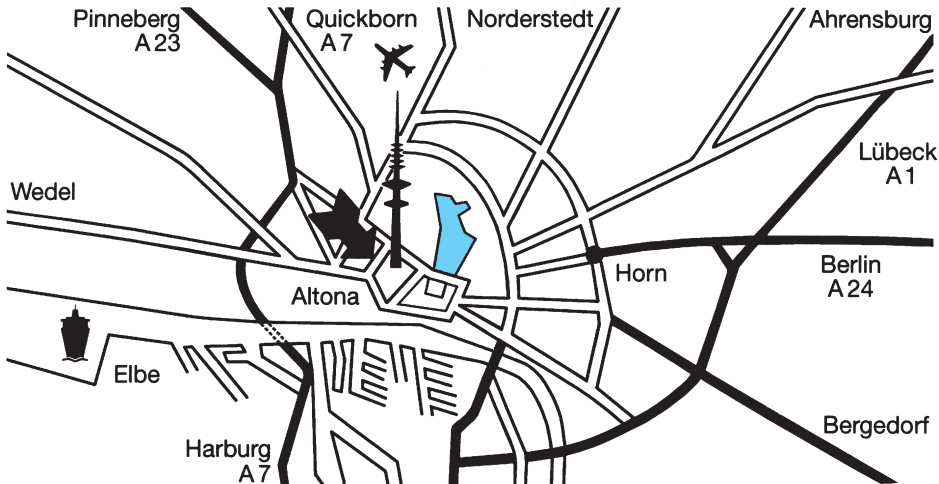 Pinneberg
A 23
Quickborn
A 7
Norderstedt
Ahrensburg
Lübeck
A 1
Wedel
Horn
Berlin
A 24
Altona
Elbe
Bergedorf
Harburg
A 7